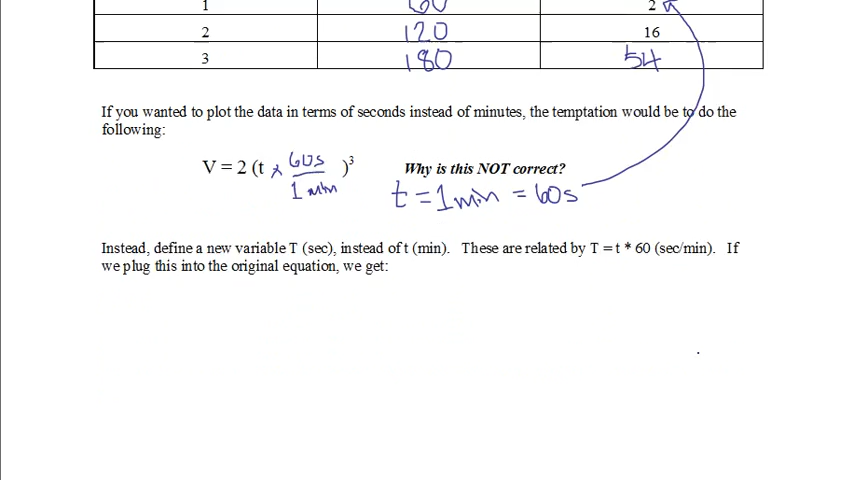 1 60 2
2 120 16
3 180 54
If you wanted to plot the data in terms of seconds instead of minutes, the temptation would be to do the
following:
V = 2 (t * 60s / 1 min )³ Why is this NOT correct?
t = 1 min = 60s
Instead, define a new variable T (sec), instead of t (min). These are related by T = t * 60 (sec/min). If
we plug this into the original equation, we get: